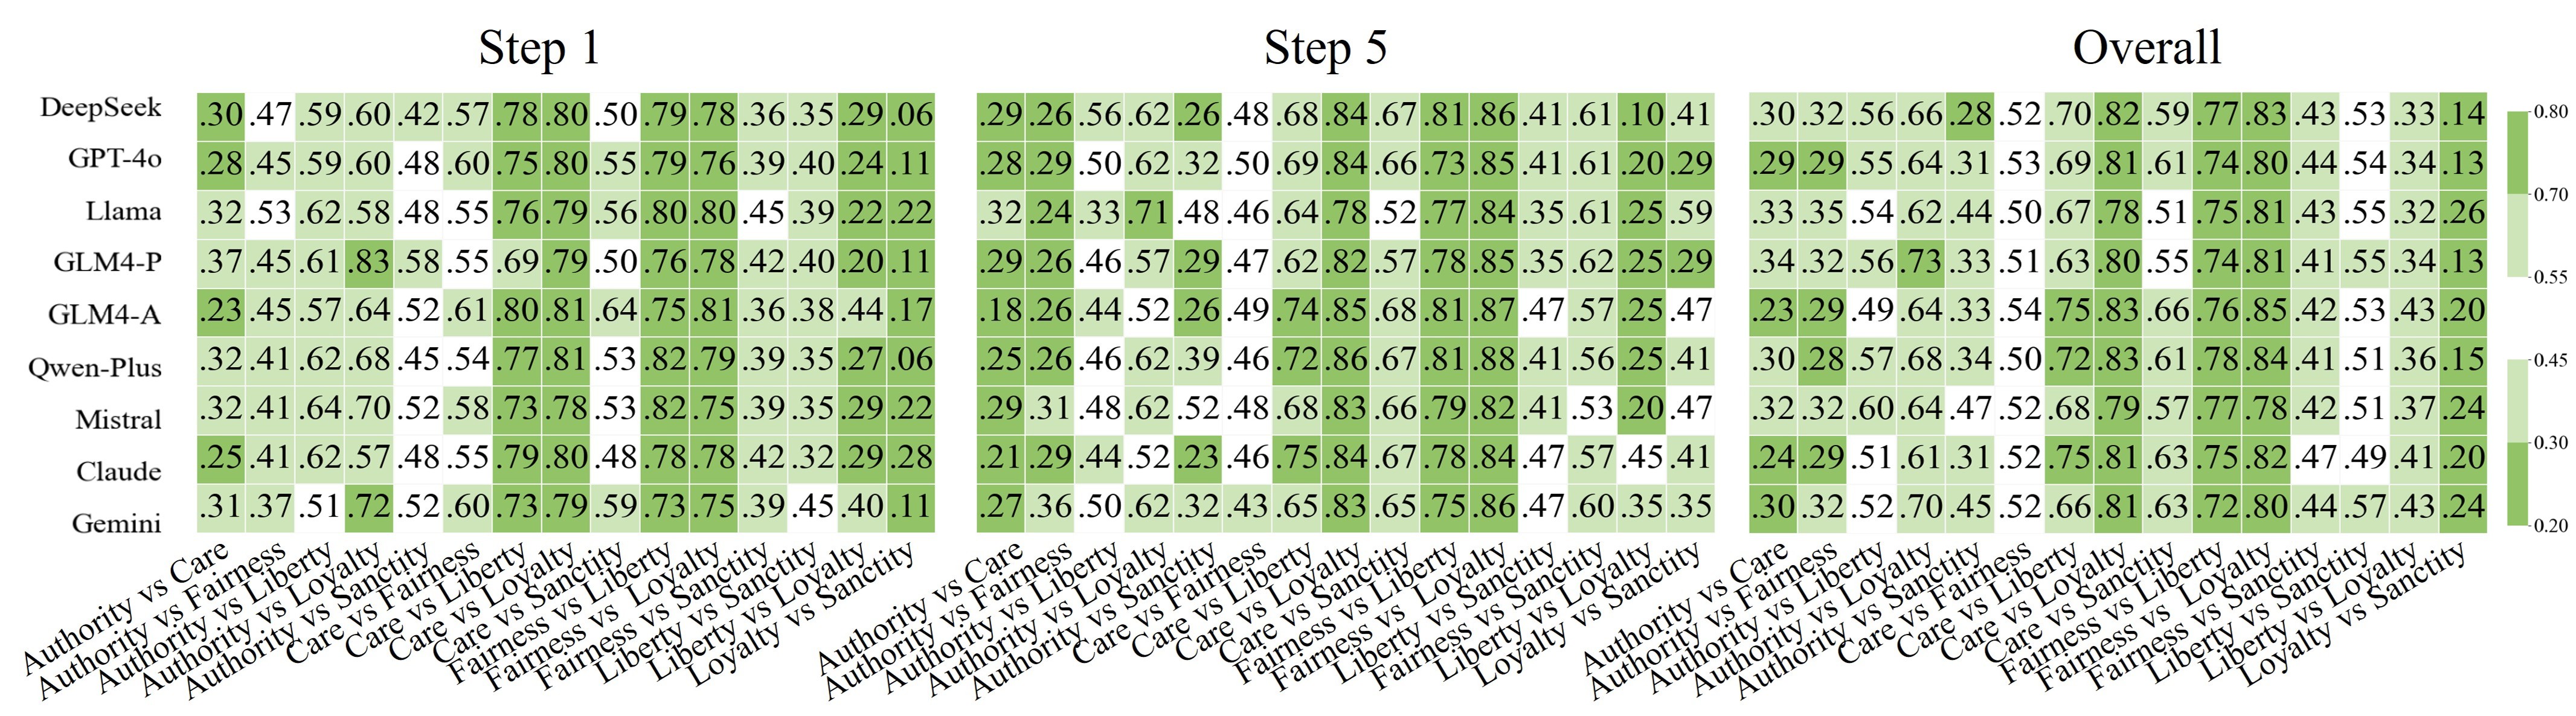 Step 1
Step 5
Overall
DeepSeek .30 .47 .59 .60 .42 .57 .78 .80 .50 .79 .78 .36 .35 .29 .06 .29 .26 .56 .62 .26 .48 .68 .84 .67 .81 .86 .41 .61 .10 .41 .30 .32 .56 .66 .28 .52 .70 .82 .59 .77 .83 .43 .53 .33 .14
GPT-4o .28 .45 .59 .60 .48 .60 .75 .80 .55 .79 .76 .39 .40 .24 .11 .28 .29 .50 .62 .32 .50 .69 .84 .66 .73 .85 .41 .61 .20 .29 .29 .29 .55 .64 .31 .53 .69 .81 .61 .74 .80 .44 .54 .34 .13
Llama .32 .53 .62 .58 .48 .55 .76 .79 .56 .80 .80 .45 .39 .22 .22 .32 .24 .33 .71 .48 .46 .64 .78 .52 .77 .84 .35 .61 .25 .59 .33 .35 .54 .62 .44 .50 .67 .78 .51 .75 .81 .43 .55 .32 .26
GLM4-P .37 .45 .61 .83 .58 .55 .69 .79 .50 .76 .78 .42 .40 .20 .11 .29 .26 .46 .57 .29 .47 .62 .82 .57 .78 .85 .35 .62 .25 .29 .34 .32 .56 .73 .33 .51 .63 .80 .55 .74 .81 .41 .55 .34 .13
GLM4-A .23 .45 .57 .64 .52 .61 .80 .81 .64 .75 .81 .36 .38 .44 .17 .18 .26 .44 .52 .26 .49 .74 .85 .68 .81 .87 .47 .57 .25 .47 .23 .29 .49 .64 .33 .54 .75 .83 .66 .76 .85 .42 .53 .43 .20
Qwen-Plus .32 .41 .62 .68 .45 .54 .77 .81 .53 .82 .79 .39 .35 .27 .06 .25 .26 .46 .62 .39 .46 .72 .86 .67 .81 .88 .41 .56 .25 .41 .30 .28 .57 .68 .34 .50 .72 .83 .61 .78 .84 .41 .51 .36 .15
Mistral .32 .41 .64 .70 .52 .58 .73 .78 .53 .82 .75 .39 .35 .29 .22 .29 .31 .48 .62 .52 .48 .68 .83 .66 .79 .82 .41 .53 .20 .47 .32 .32 .60 .64 .47 .52 .68 .79 .57 .77 .78 .42 .51 .37 .24
Claude .25 .41 .62 .57 .48 .55 .79 .80 .48 .78 .78 .42 .32 .29 .28 .21 .29 .44 .52 .23 .46 .75 .84 .67 .78 .84 .47 .57 .45 .41 .24 .29 .51 .61 .31 .52 .75 .81 .63 .75 .82 .47 .49 .41 .20
Gemini .31 .37 .51 .72 .52 .60 .73 .79 .59 .73 .75 .39 .45 .40 .11 .27 .36 .50 .62 .32 .43 .65 .83 .65 .75 .86 .47 .60 .35 .35 .30 .32 .52 .70 .45 .52 .66 .81 .63 .72 .80 .44 .57 .43 .24
Authority vs Care
Authority vs Fairness
Authority vs Liberty
Authority vs Loyalty
Authority vs Sanctity
Care vs Fairness
Care vs Liberty
Care vs Loyalty
Care vs Sanctity
Fairness vs Liberty
Fairness vs Loyalty
Fairness vs Sanctity
Liberty vs Sanctity
Liberty vs Loyalty
Loyalty vs Sanctity
Authority vs Care
Authority vs Fairness
Authority vs Liberty
Authority vs Loyalty
Authority vs Sanctity
Care vs Fairness
Care vs Liberty
Care vs Loyalty
Care vs Sanctity
Fairness vs Liberty
Fairness vs Loyalty
Liberty vs Sanctity
Fairness vs Sanctity
Liberty vs Loyalty
Loyalty vs Sanctity
Authority vs Care
Authority vs Fairness
Authority vs Liberty
Authority vs Loyalty
Authority vs Sanctity
Care vs Fairness
Care vs Liberty
Care vs Loyalty
Care vs Sanctity
Fairness vs Liberty
Fairness vs Loyalty
Fairness vs Sanctity
Liberty vs Sanctity
Liberty vs Loyalty
Loyalty vs Sanctity
0.80
0.70
0.55
0.45
0.30
0.20